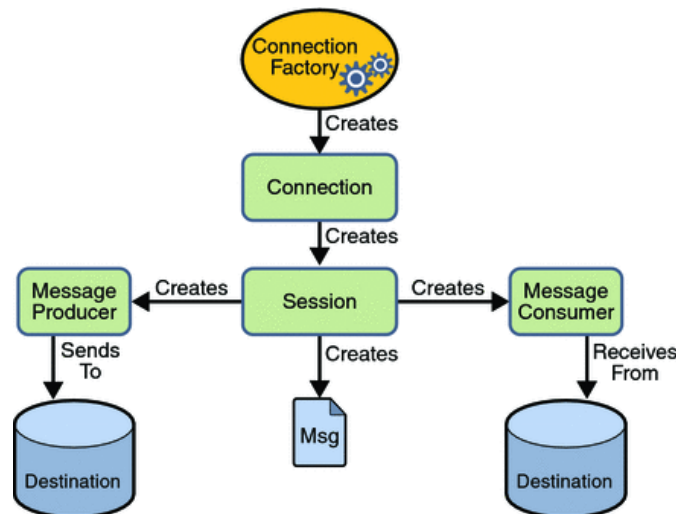 Connection
Factory
Creates
Connection
Creates
Message
Producer
Creates
Session
Creates
Message
Consumer
Sends
To
Creates
Receives
From
Destination
Msg
Destination